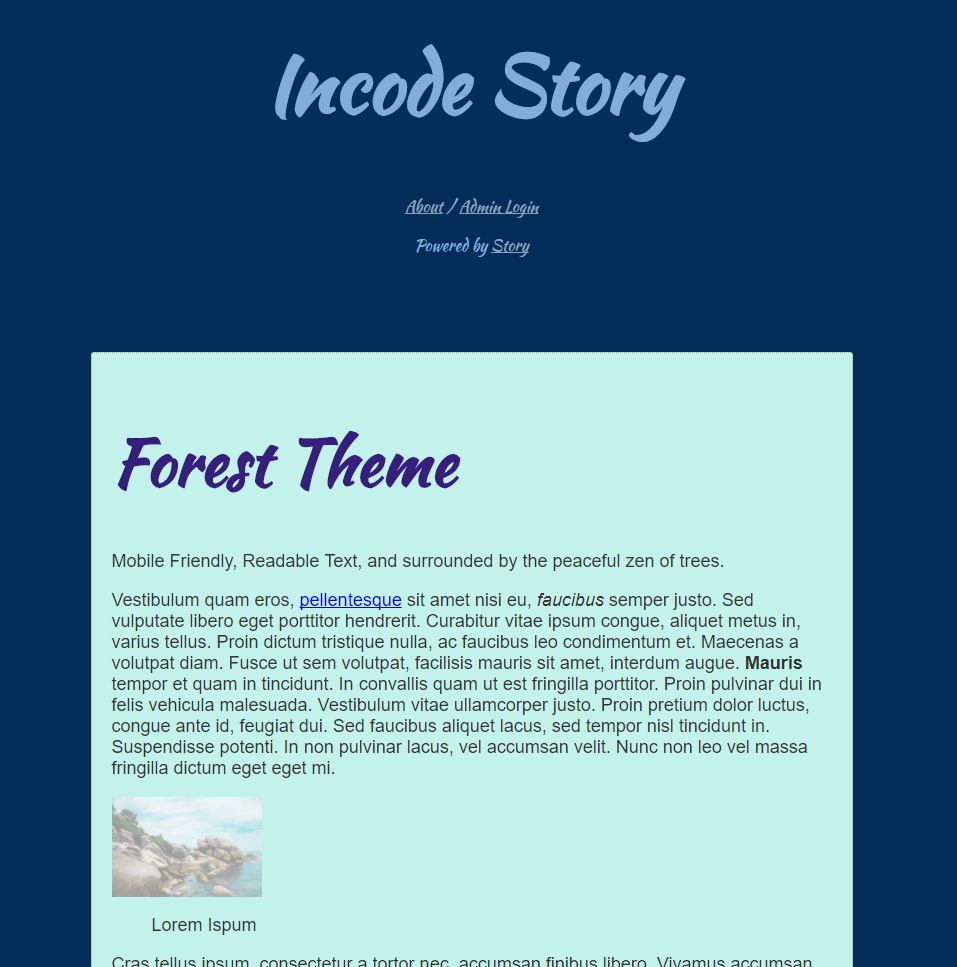 Incode Story
About / Admin Login
Powered by Story
Forest Theme
Mobile Friendly, Readable Text, and surrounded by the peaceful zen of trees.
Vestibulum quam eros, pellentesque sit amet nisi eu, faucibus semper justo. Sed
vulputate libero eget porttitor hendrerit. Curabitur vitae ipsum congue, aliquet metus in,
varius tellus. Proin dictum tristique nulla, ac faucibus leo condimentum et. Maecenas a
volutpat diam. Fusce ut sem volutpat, facilisis mauris sit amet, interdum augue. Mauris
tempor et quam in tincidunt. In convallis quam ut est fringilla porttitor. Proin pulvinar dui in
felis vehicula malesuada. Vestibulum vitae ullamcorper justo. Proin pretium dolor luctus,
congue ante id, feugiat dui. Sed faucibus aliquet lacus, sed tempor nisl tincidunt in.
Suspendisse potenti. In non pulvinar lacus, vel accumsan velit. Nunc non leo vel massa
fringilla dictum eget eget mi.
Lorem Ispum
Cras tellus ipsum, consectetur a tortor nec, accumsan finibus libero. Vivamus accumsan